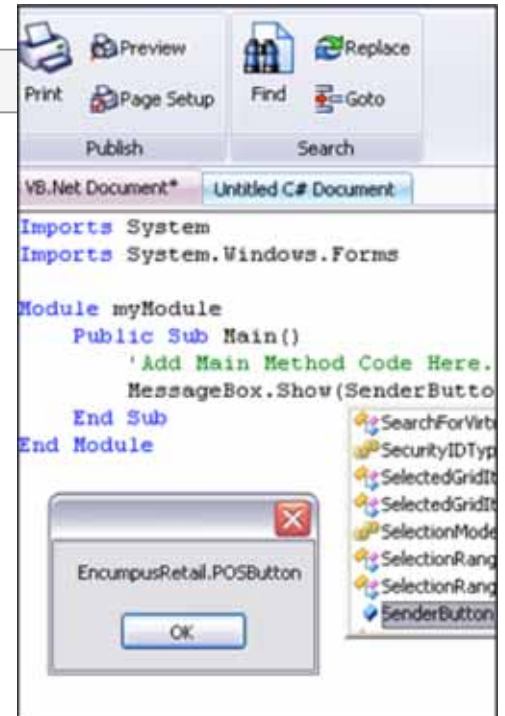 Preview
Replace
Print
Page Setup
Find
Goto
Publish
Search
VB.Net Document*
Untitled C# Document
Imports System
Imports System.Windows.Forms
Module myModule
Public Sub Main()
'Add Main Method Code Here.
MessageBox.Show(SenderButto
End Sub
End Module
SearchForVirtu
SecurityIDTyp
SelectedGridIt
SelectedGridIt
SelectionMode
SelectionRang
SelectionRang
SenderButton
EncumpusRetail.POSButton
OK